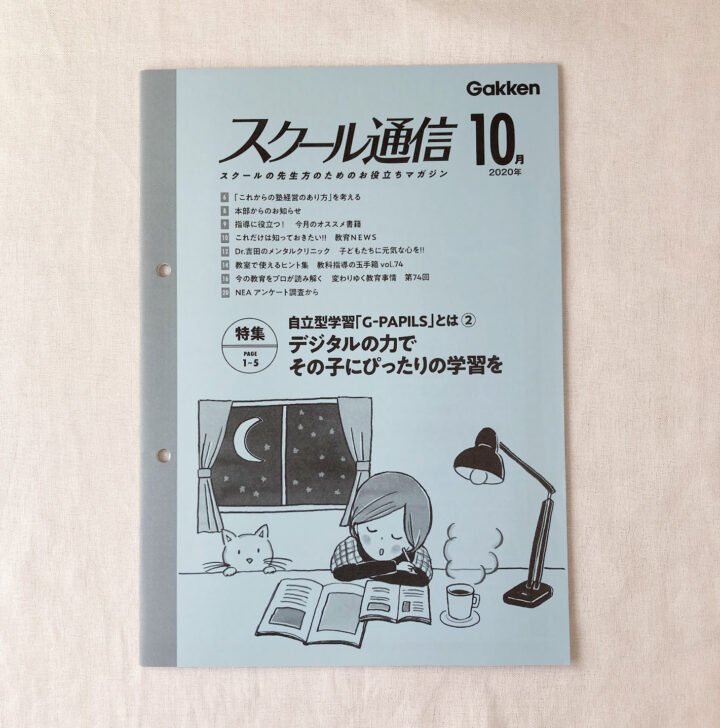 Gakken
スクール通信 10月
スクールの先生方のためのお役立ちマガジン 2020年
6 「これからの塾経営のあり方」を考える
8 本部からのお知らせ
9 指導に役立つ! 今月のオススメ書籍
10 これだけは知っておきたい!! 教育NEWS
12 Dr.吉田のメンタルクリニック 子どもたちに元気な心を!!
14 教室で使えるヒント集 教科指導の玉手箱 vol.74
16 今の教育をプロが読み解く 変わりゆく教育事情 第74回
20 NEA アンケート調査から
特集
PAGE
1~5
自立型学習「G-PAPILS」とは②
デジタルの力で
その子にぴったりの学習を